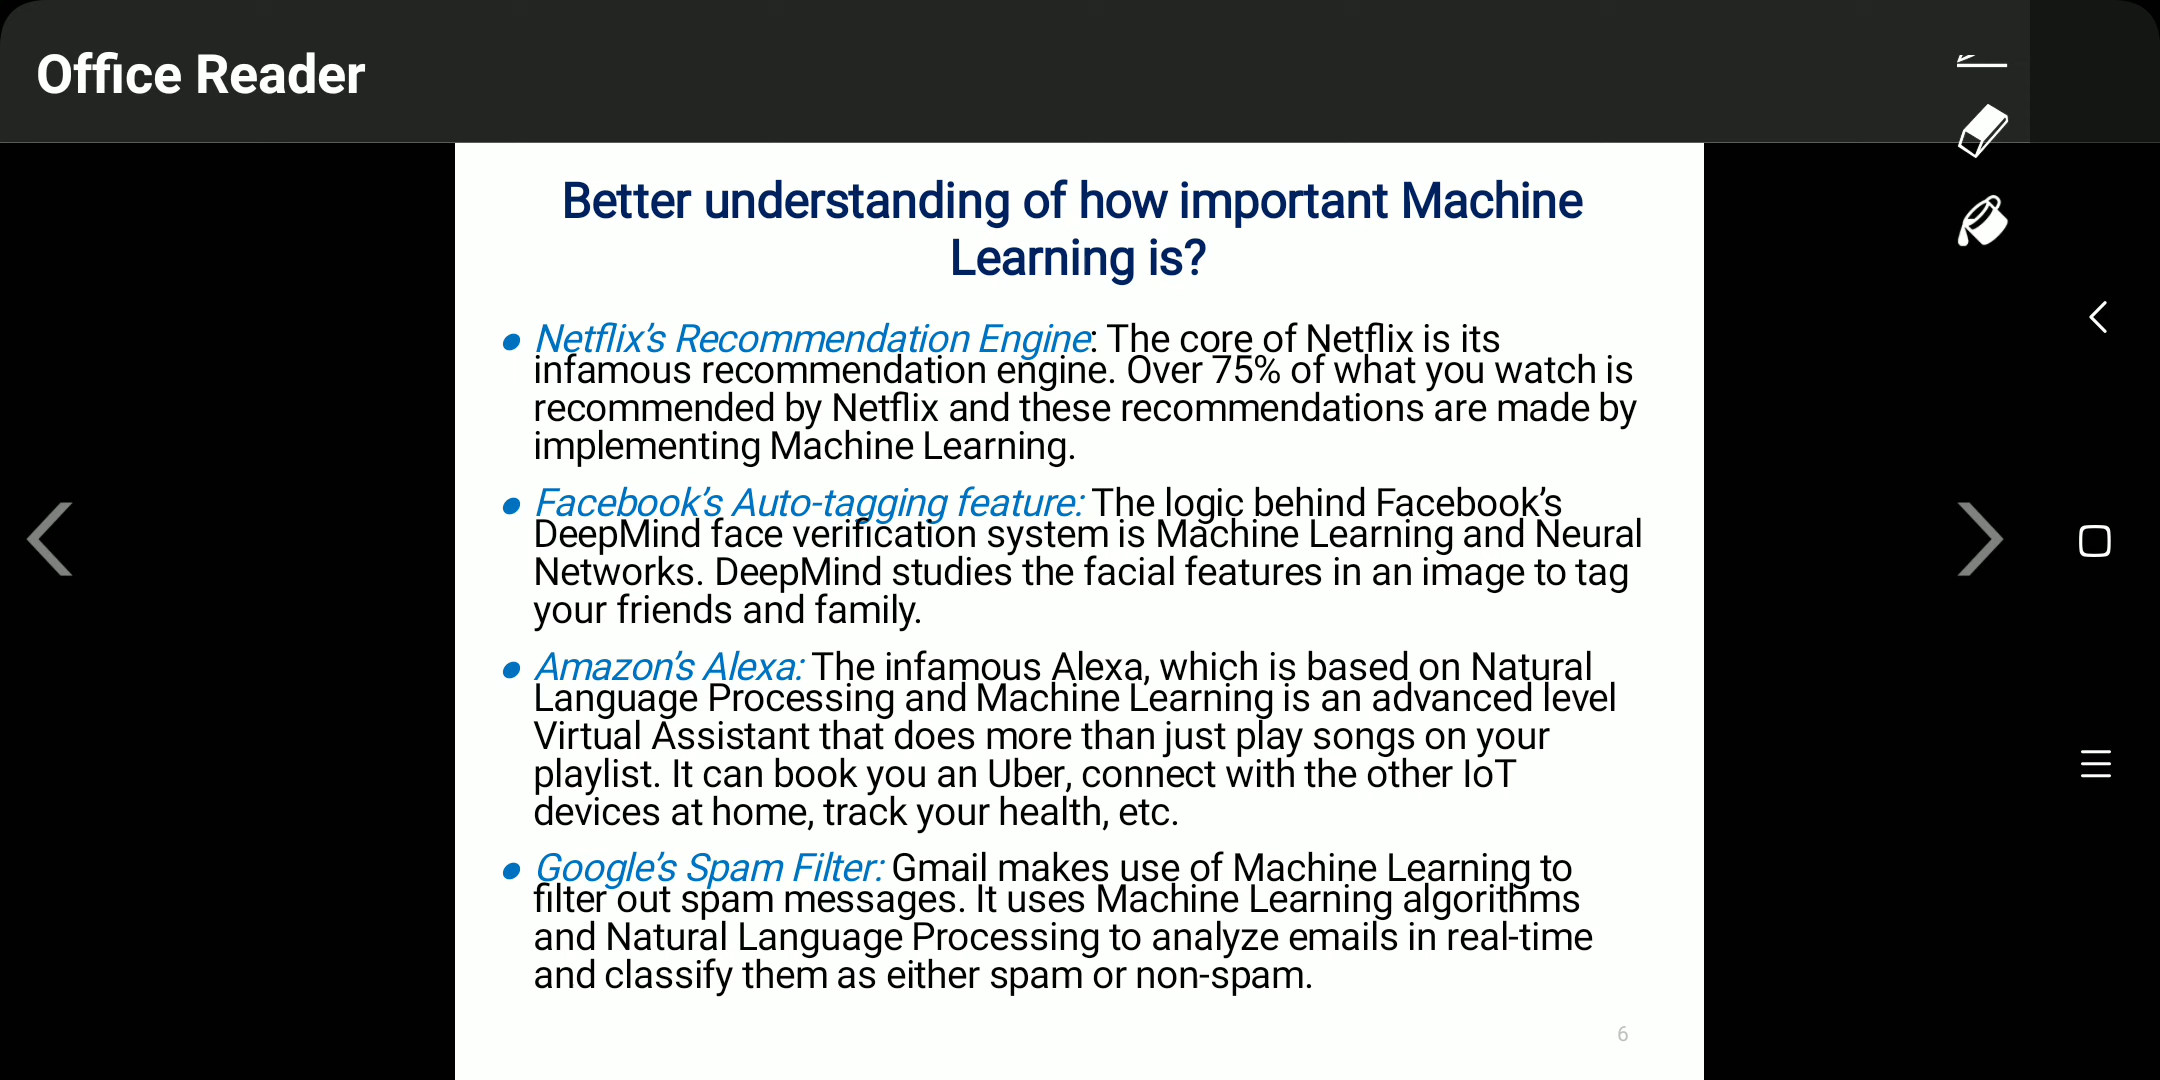 Office Reader
Better understanding of how important Machine
Learning is?
● Netflix’s Recommendation Engine: The core of Netflix is its
infamous recommendation engine. Over 75% of what you watch is
recommended by Netflix and these recommendations are made by
implementing Machine Learning.
● Facebook’s Auto-tagging feature: The logic behind Facebook’s
DeepMind face verification system is Machine Learning and Neural
Networks. DeepMind studies the facial features in an image to tag
your friends and family.
● Amazon’s Alexa: The infamous Alexa, which is based on Natural
Language Processing and Machine Learning is an advanced level
Virtual Assistant that does more than just play songs on your
playlist. It can book you an Uber, connect with the other IoT
devices at home, track your health, etc.
● Google’s Spam Filter: Gmail makes use of Machine Learning to
filter out spam messages. It uses Machine Learning algorithms
and Natural Language Processing to analyze emails in real-time
and classify them as either spam or non-spam.
6